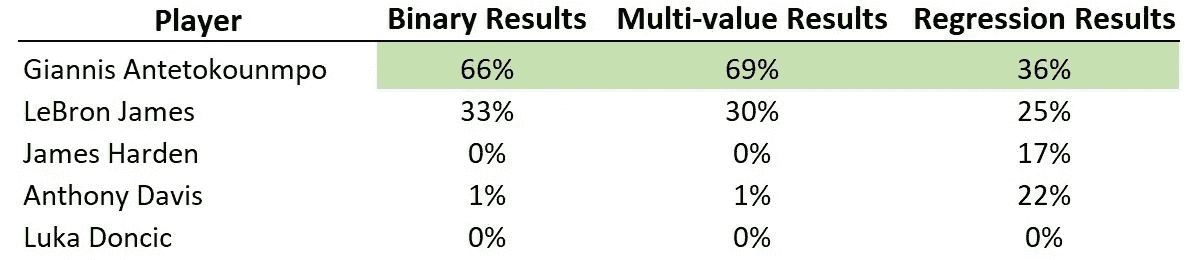 Player Binary Results Multi-value Results Regression Results
Giannis Antetokounmpo 66% 69% 36%
LeBron James 33% 30% 25%
James Harden 0% 0% 17%
Anthony Davis 1% 1% 22%
Luka Doncic 0% 0% 0%